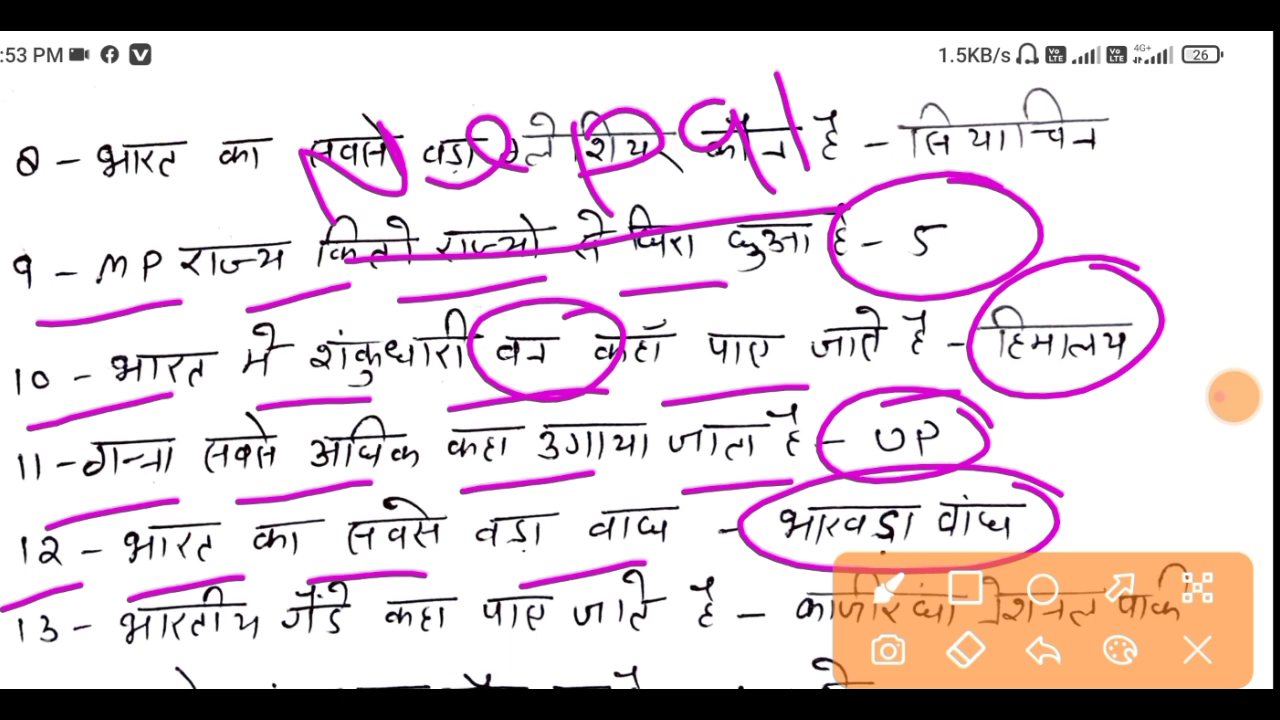 :53 PM
1.5KB/s 4G+ 26
8 - भारत का सबसे बड़ा ग्लेशियर कौन है - सियाचिन
9 - MP राज्य कितने राज्यो से घिरा हुआ है - 5
10 - भारत मे शंकुधारी वन कहाँ पाए जाते है - हिमालय
11 - गन्ना सबसे अधिक कहा उगाया जाता है - UP
12 - भारत का सबसे बड़ा बाध - भाखड़ा बांध
13 - भारतीय गैंडे कहा पाए जाते है - काजीरंघा नेशनल पार्क